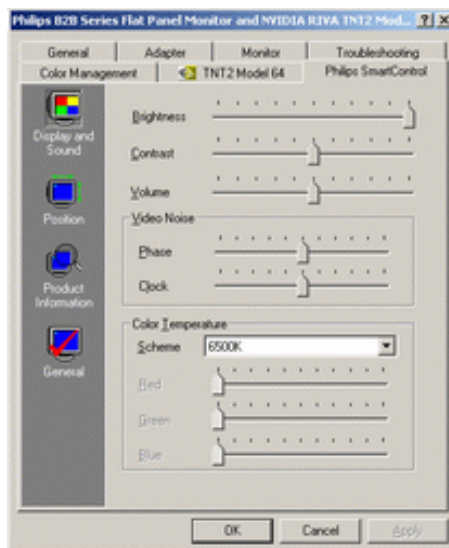 Philips B2B Series Flat Panel Monitor and NVIDIA RIVA TNT2 Mod...
General Adapter Monitor Troubleshooting
Color Management TNT2 Model 64 Philips SmartControl
Display and
Sound
Position
Product
Information
General
Brightness
Contrast
Volume
Video Noise
Phase
Clock
Color Temperature
Scheme 6500K
Red
Green
Blue
OK Cancel Apply